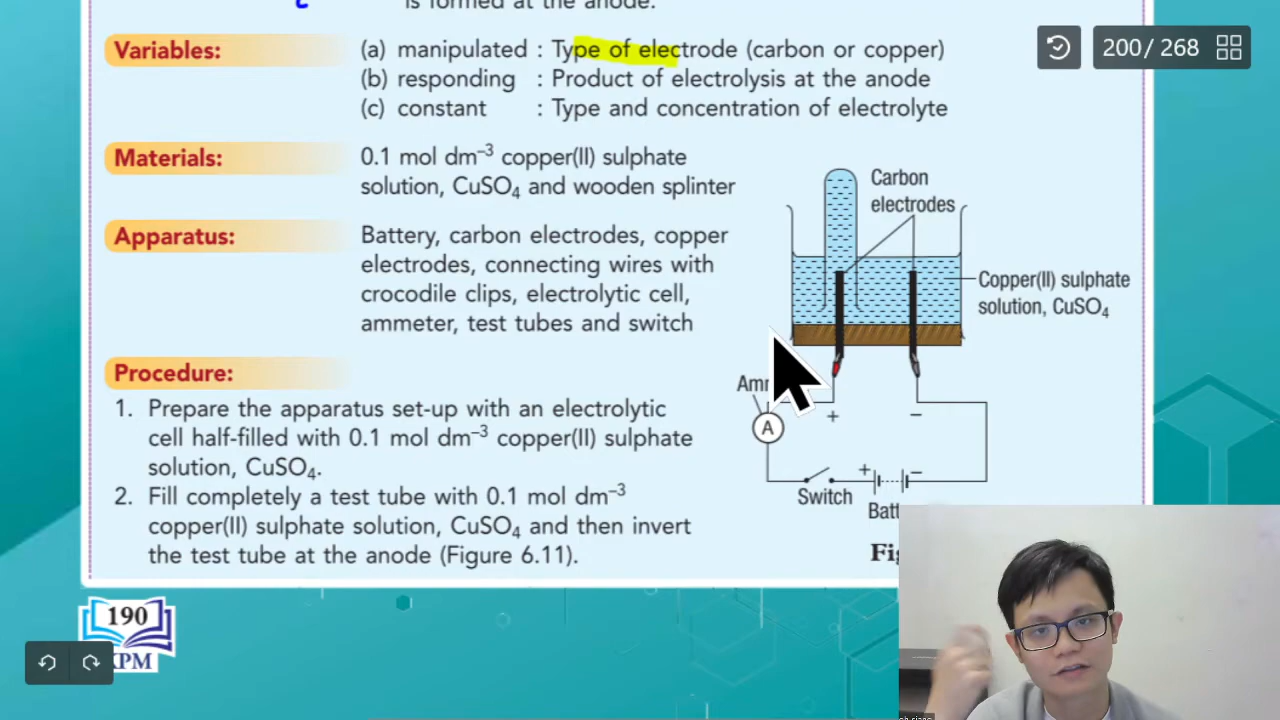 is formed at the anode.
Variables:
(a) manipulated : Type of electrode (carbon or copper)
(b) responding : Product of electrolysis at the anode
(c) constant : Type and concentration of electrolyte
Materials:
0.1 mol dm⁻³ copper(II) sulphate
solution, CuSO₄ and wooden splinter
Apparatus:
Battery, carbon electrodes, copper
electrodes, connecting wires with
crocodile clips, electrolytic cell,
ammeter, test tubes and switch
Procedure:
1. Prepare the apparatus set-up with an electrolytic
cell half-filled with 0.1 mol dm⁻³ copper(II) sulphate
solution, CuSO₄.
2. Fill completely a test tube with 0.1 mol dm⁻³
copper(II) sulphate solution, CuSO₄ and then invert
the test tube at the anode (Figure 6.11).
Carbon
electrodes
Copper(II) sulphate
solution, CuSO₄
A
+
−
+
−
Switch
200/ 268
190